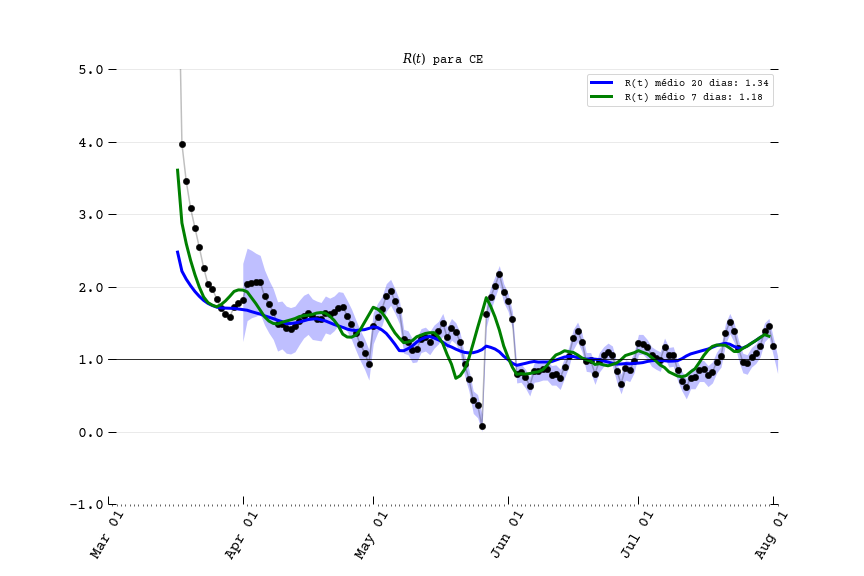 R(t) para CE
R(t) médio 20 dias: 1.34
R(t) médio 7 dias: 1.18
5.0
4.0
3.0
2.0
1.0
0.0
-1.0
Mar 01
Apr 01
May 01
Jun 01
Jul 01
Aug 01